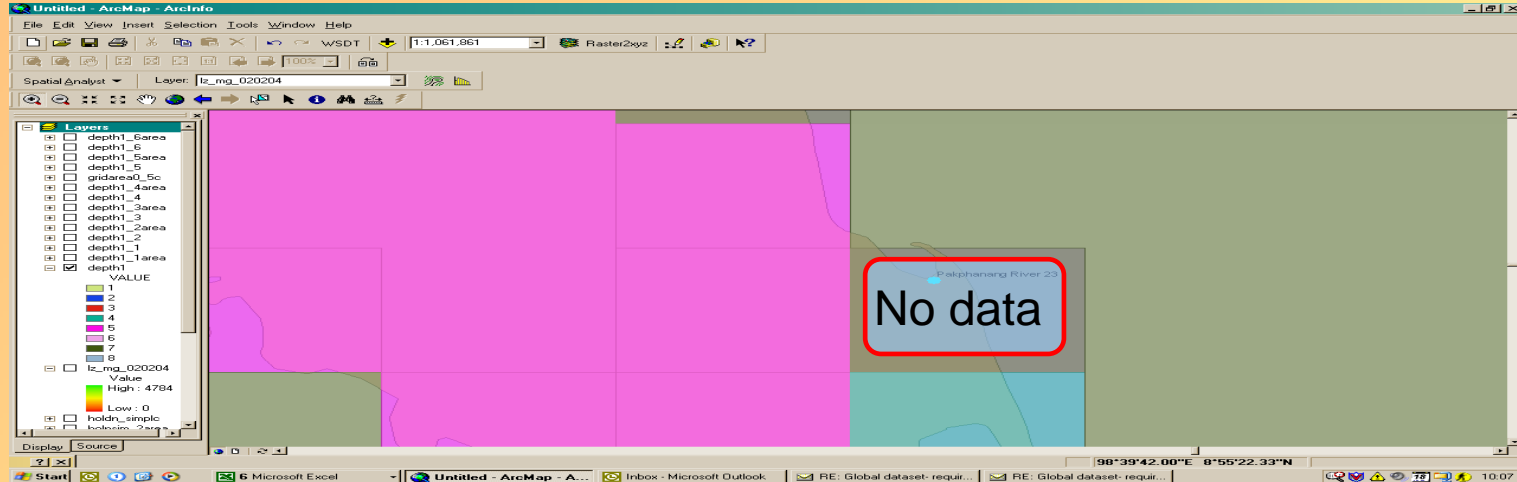 Untitled - ArcMap - ArcInfo
File Edit View Insert Selection Tools Window Help
WSDT 1:1,061,861 Raster2xyz
100%
Spatial Analyst Layer: lz_mg_020204
Layers
depth1_6area
depth1_6
depth1_5area
depth1_5
gridarea0_5c
depth1_4area
depth1_4
depth1_3area
depth1_3
depth1_2area
depth1_2
depth1_1
depth1_1area
depth1
VALUE
1
2
3
4
5
6
7
8
lz_mg_020204
Value
High : 4784
Low : 0
holdn_simplc
Pakphanang River 23
No data
Display Source
98°39'42.00"E 8°55'22.33"N
Start 6 Microsoft Excel Untitled - ArcMap - A... Inbox - Microsoft Outlook RE: Global dataset- requir... RE: Global dataset- requir... 10:07